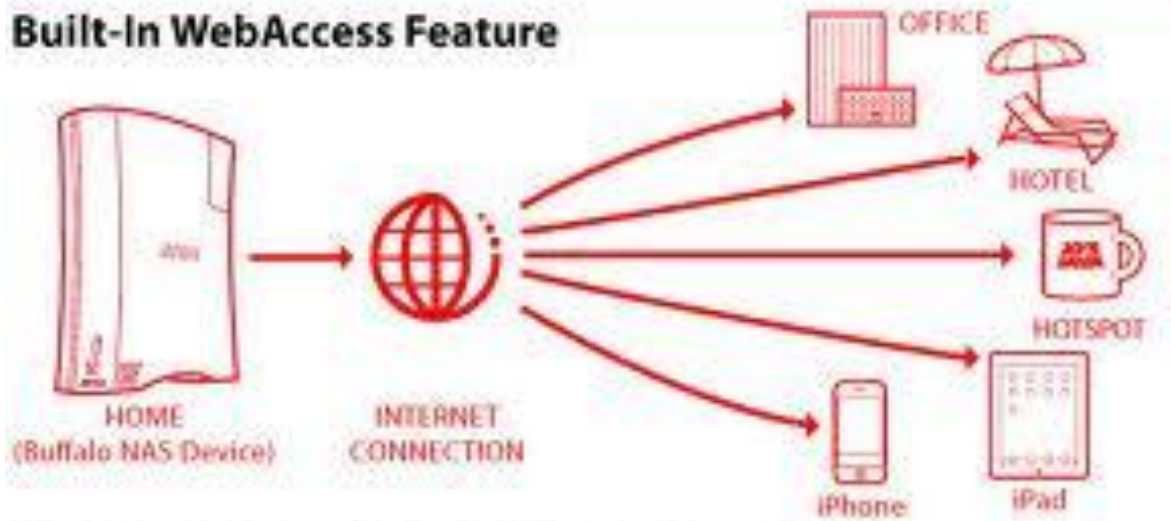 Built-In WebAccess Feature
OFFICE
HOTEL
HOTSPOT
HOME
(Buffalo NAS Device)
INTERNET
CONNECTION
iPhone
iPad